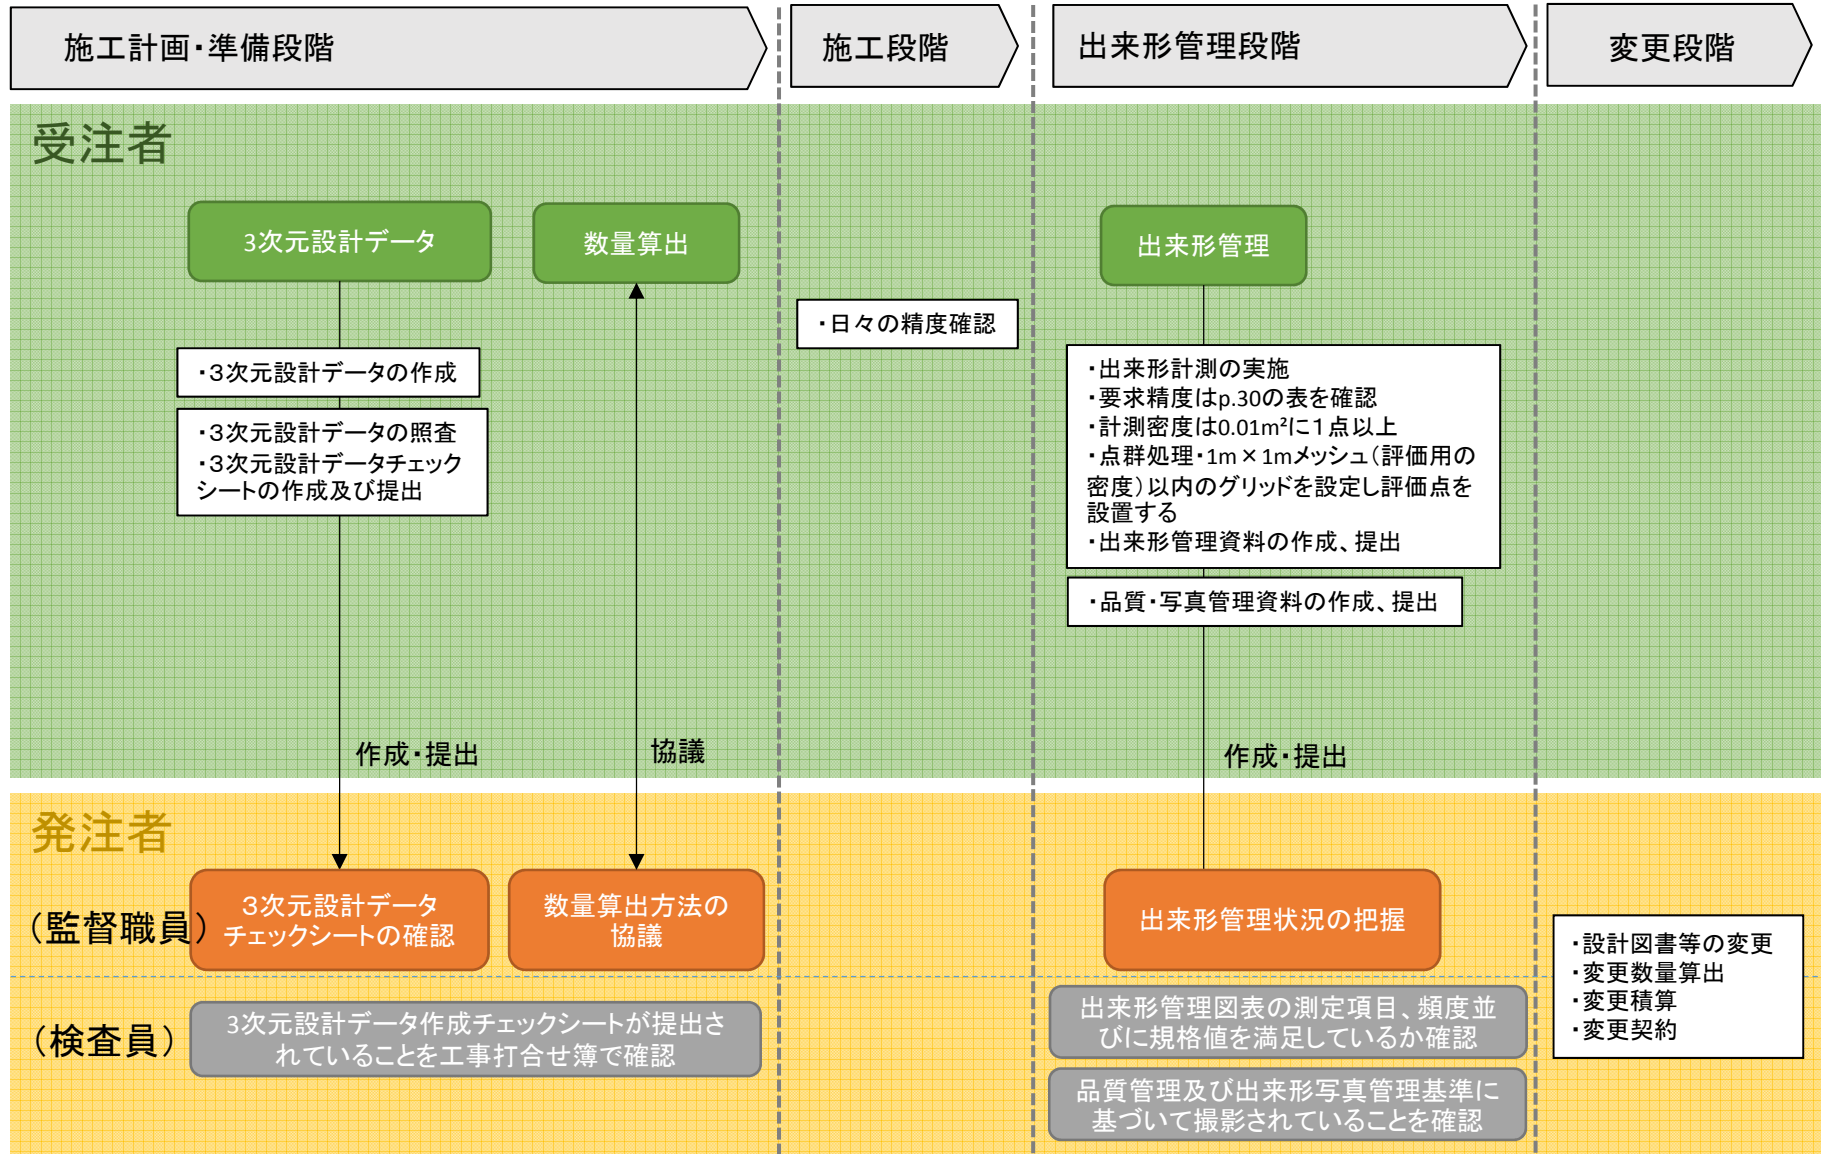 施工計画・準備段階
施工段階
出来形管理段階
変更段階
受注者
3次元設計データ
数量算出
出来形管理
・日々の精度確認
・３次元設計データの作成
・３次元設計データの照査
・３次元設計データチェック
シートの作成及び提出
・出来形計測の実施
・要求精度はp.30の表を確認
・計測密度は0.01m²に１点以上
・点群処理・1m×1mメッシュ（評価用の
密度）以内のグリッドを設定し評価点を
設置する
・出来形管理資料の作成、提出
・品質・写真管理資料の作成、提出
作成・提出
協議
作成・提出
発注者
（監督職員）
３次元設計データ
チェックシートの確認
数量算出方法の
協議
出来形管理状況の把握
（検査員）
3次元設計データ作成チェックシートが提出さ
れていることを工事打合せ簿で確認
出来形管理図表の測定項目、頻度並
びに規格値を満足しているか確認
品質管理及び出来形写真管理基準に
基づいて撮影されていることを確認
・設計図書等の変更
・変更数量算出
・変更積算
・変更契約